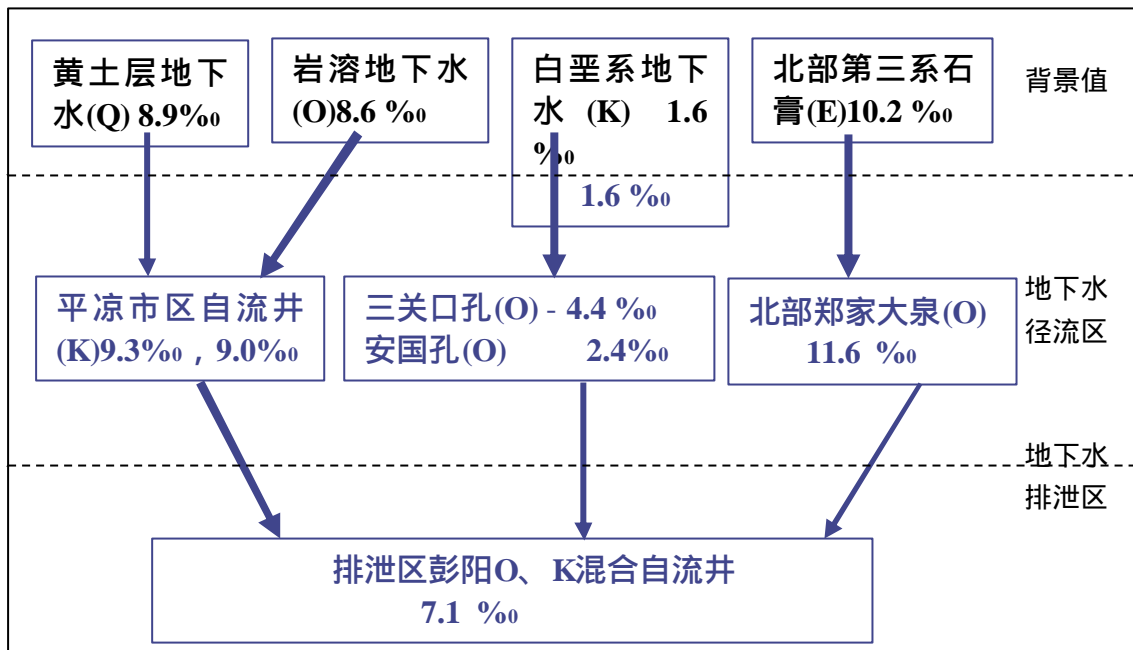 黄土层地下
水(Q) 8.9‰
岩溶地下水
(O)8.6 ‰
白垩系地下
水 (K) 1.6
‰
1.6 ‰
北部第三系石
膏(E)10.2 ‰
背景值
平凉市区自流井
(K)9.3‰ , 9.0‰
三关口孔(O) - 4.4 ‰
安国孔(O) 2.4‰
北部郑家大泉(O)
11.6 ‰
地下水
径流区
地下水
排泄区
排泄区彭阳O、K混合自流井
7.1 ‰